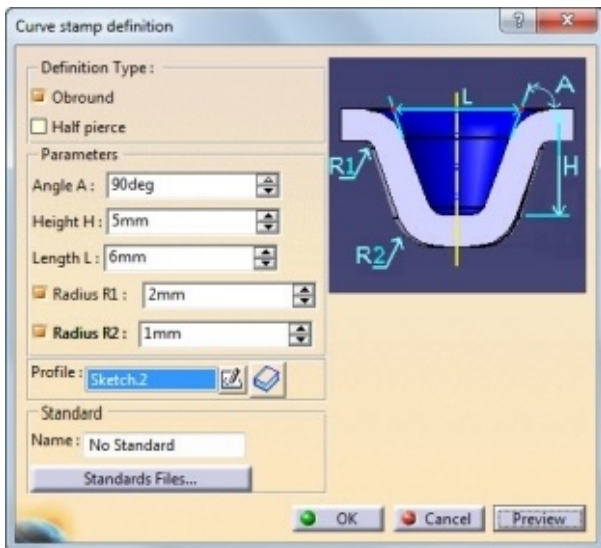 Curve stamp definition
Definition Type :
Obround
Half pierce
Parameters
Angle A : 90deg
Height H : 5mm
Length L : 6mm
Radius R1 : 2mm
Radius R2 : 1mm
Profile : Sketch.2
Standard
Name : No Standard
Standards Files...
L
A
R1
H
R2
OK Cancel Preview